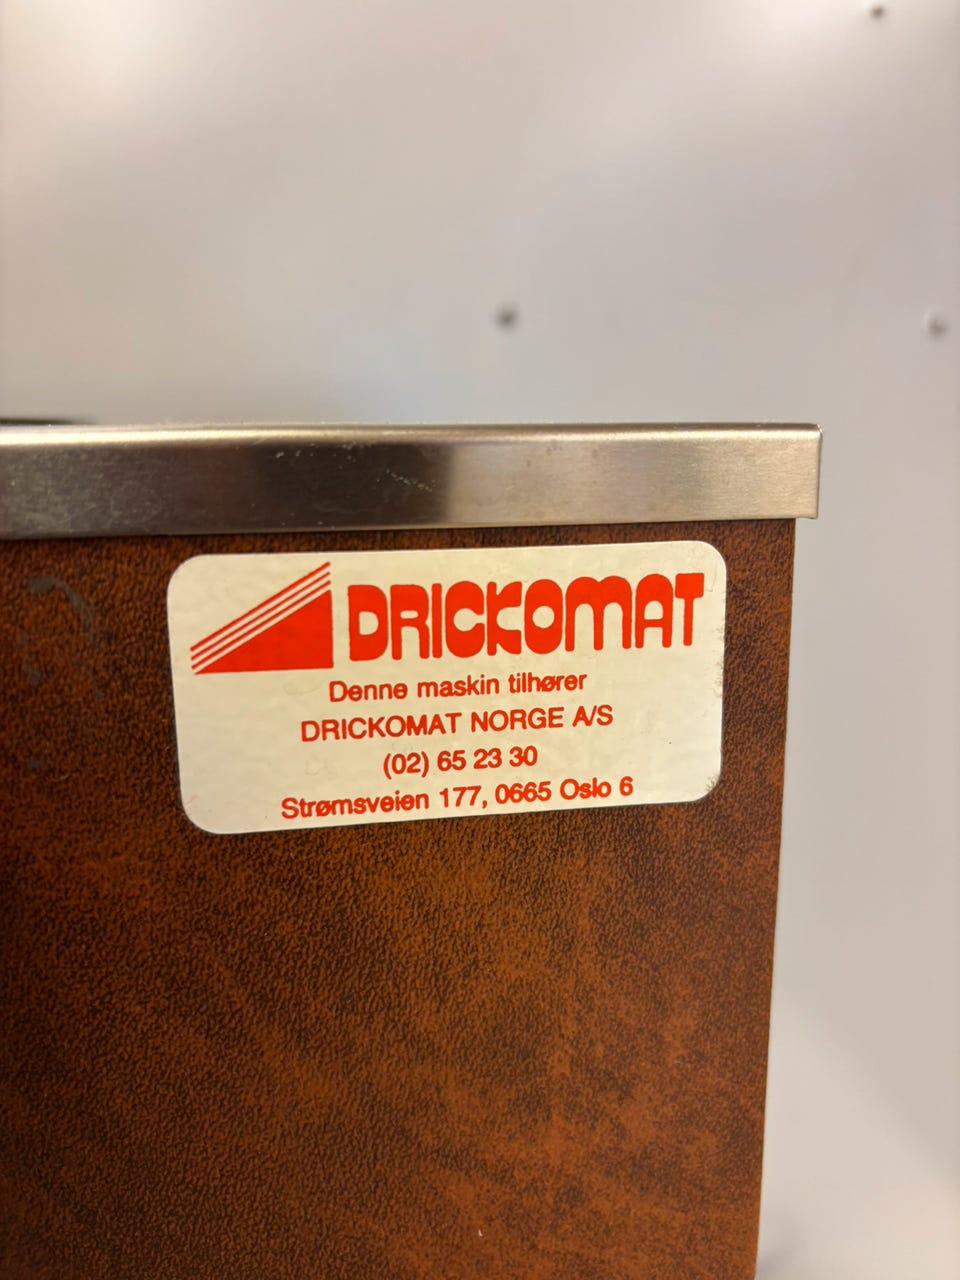 DRICKOMAT
Denne maskin tilhører
DRICKOMAT NORGE A/S
(02) 65 23 30
Strømsveien 177, 0665 Oslo 6